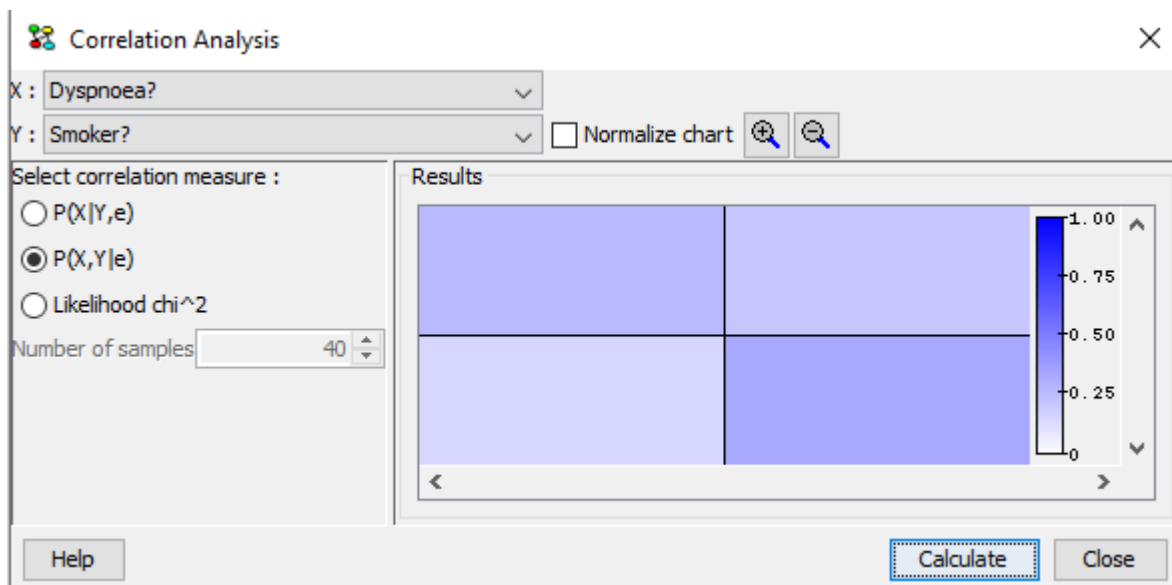 Correlation Analysis
X : Dyspnoea?
Y : Smoker? Normalize chart
Select correlation measure :
P(X|Y,e)
P(X,Y|e)
Likelihood chi^2
Number of samples 40
Results
1.00
0.75
0.50
0.25
0
Help Calculate Close